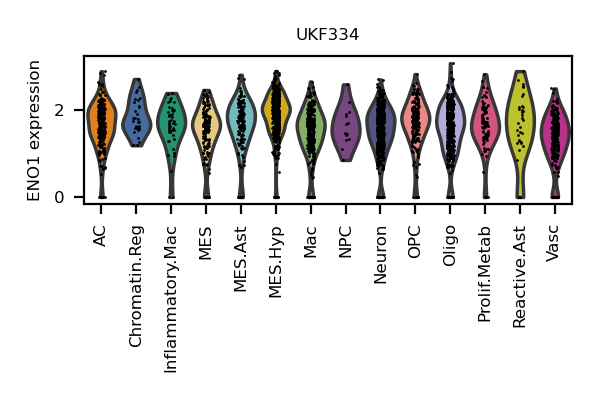 UKF334
ENO1 expression
2
0
AC
Chromatin.Reg
Inflammatory.Mac
MES
MES.Ast
MES.Hyp
Mac
NPC
Neuron
OPC
Oligo
Prolif.Metab
Reactive.Ast
Vasc